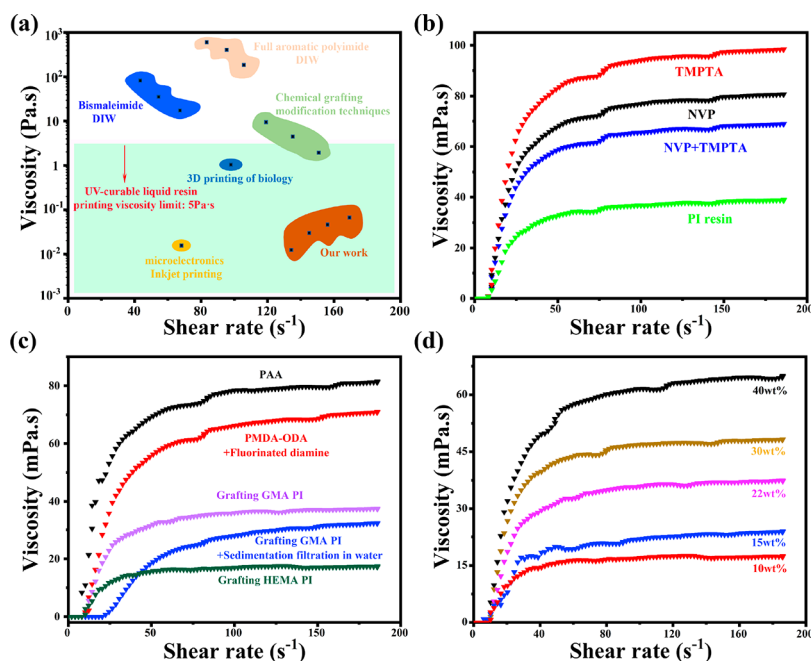 (a)
Viscosity (Pa.s)
10³
10²
10¹
1
10⁻¹
10⁻²
10⁻³
Full aromatic polyimide
DIW
Bismaleimide
DIW
Chemical grafting
modification techniques
3D printing of biology
UV-curable liquid resin
printing viscosity limit: 5Pa·s
microelectronics
Inkjet printing
Our work
0 40 80 120 160 200
Shear rate (s⁻¹)
(b)
Viscosity (mPa.s)
100
80
60
40
20
0
TMPTA
NVP
NVP+TMPTA
PI resin
0 50 100 150 200
Shear rate (s⁻¹)
(c)
Viscosity (mPa.s)
80
60
40
20
0
PAA
PMDA-ODA
+Fluorinated diamine
Grafting GMA PI
Grafting GMA PI
+Sedimentation filtration in water
Grafting HEMA PI
0 50 100 150 200
Shear rate (s⁻¹)
(d)
Viscosity (mPa.s)
60
45
30
15
0
40wt%
30wt%
22wt%
15wt%
10wt%
0 40 80 120 160 200
Shear rate (s⁻¹)